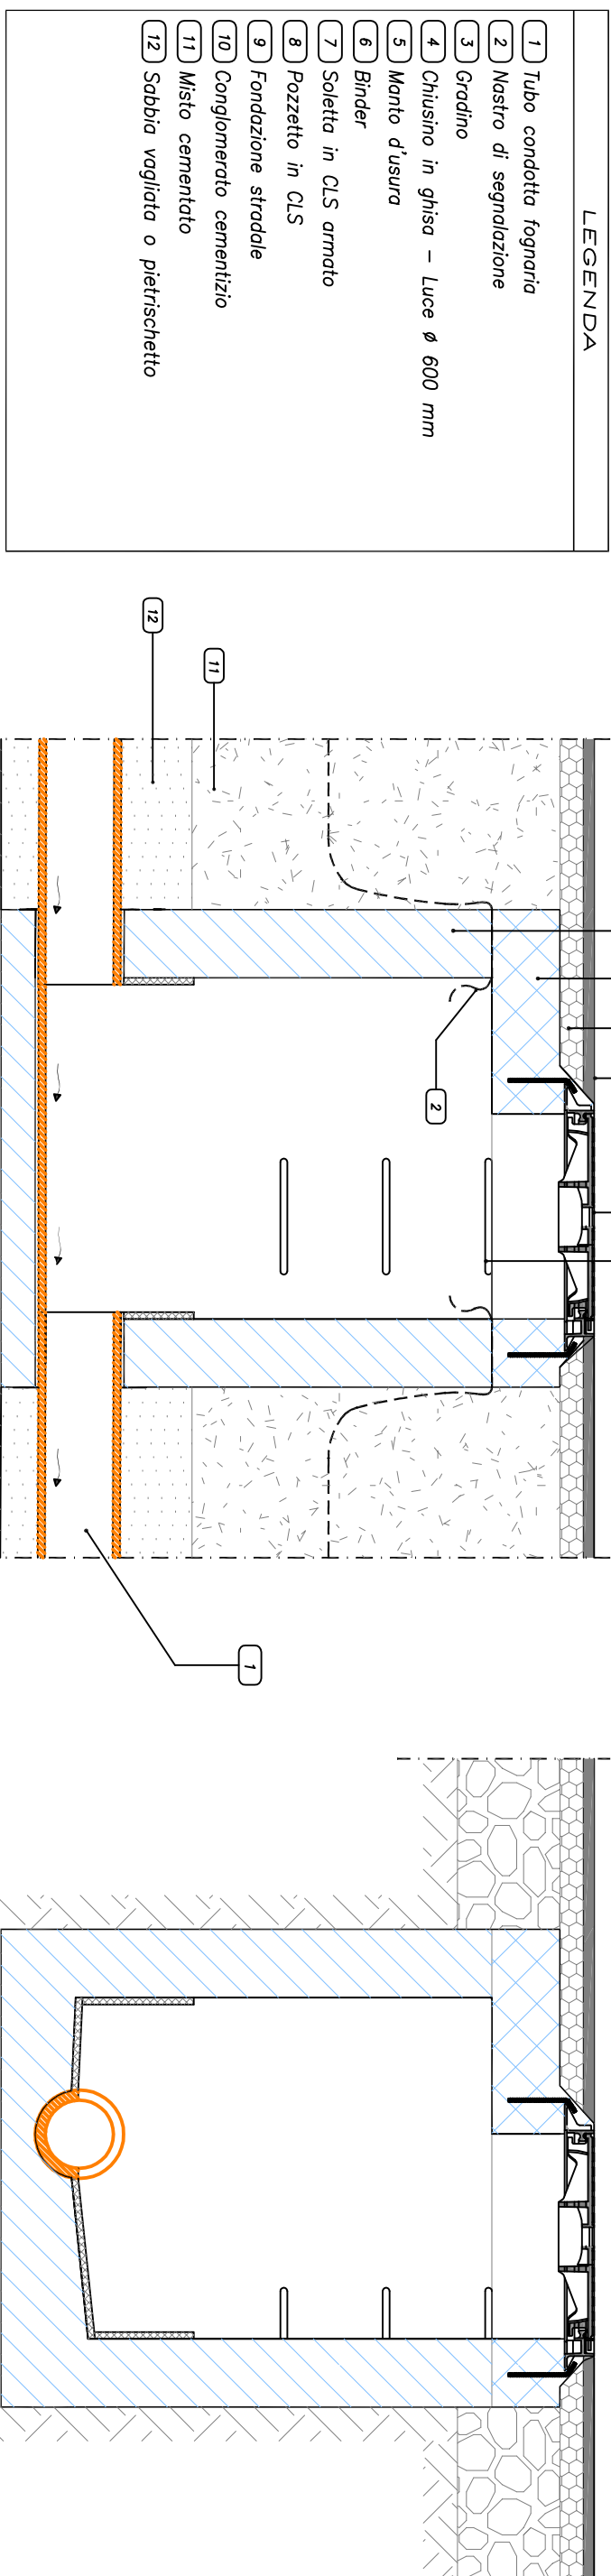 LEGENDA
1 Tubo condotta fognaria
2 Nastro di segnalazione
3 Gradino
4 Chiusino in ghisa – Luce ø 600 mm
5 Manto d'usura
6 Binder
7 Soletta in CLS armato
8 Pozzetto in CLS
9 Fondazione stradale
10 Conglomerato cementizio
11 Misto cementato
12 Sabbia vagliata o pietrischetto
12
11
2
1